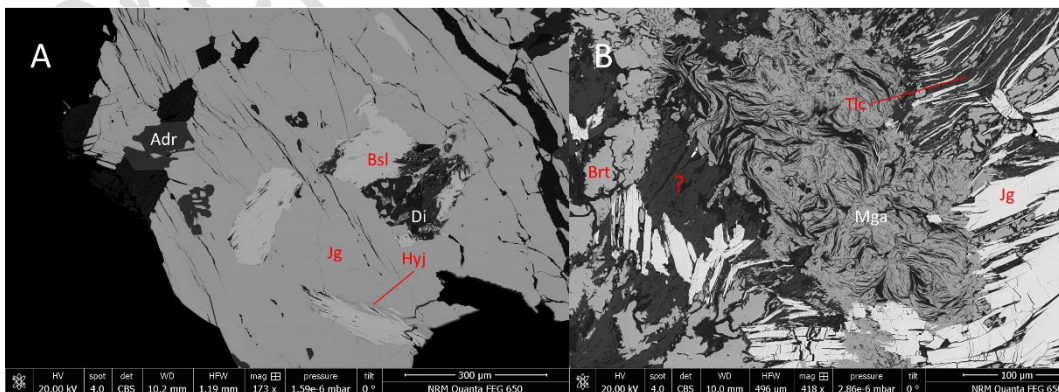 A
Adr
Bsl
Di
Jg
Hyj
HV spot det WD HFW mag pressure tilt 300 µm
20.00 kV 4.0 CBS 10.2 mm 1.19 mm 173 x 1.59e-6 mbar 0 ° NRM Quanta FEG 650
B
Tlc
Brt
?
Jg
Mga
HV spot det WD HFW mag pressure tilt 100 µm
20.00 kV 4.0 CBS 10.0 mm 496 µm 418 x 2.86e-6 mbar 0 ° NRM Quanta FEG 650